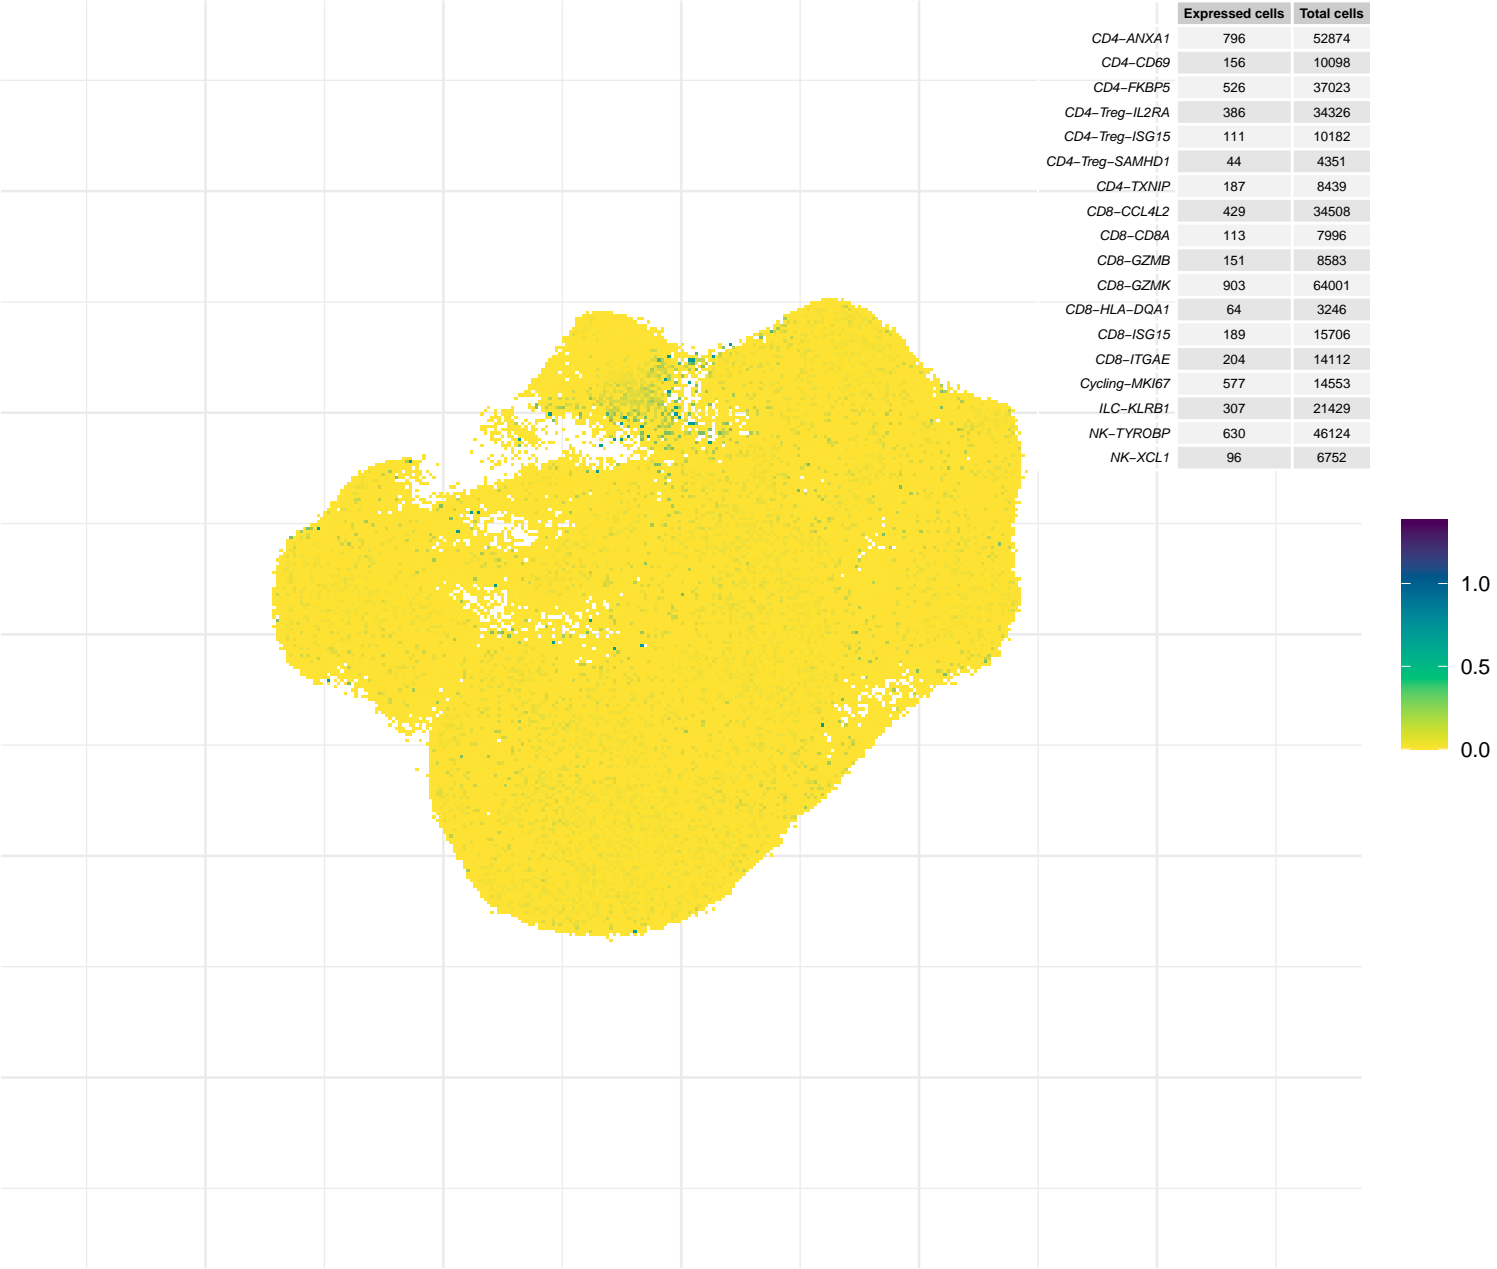 Expressed cells Total cells
CD4−ANXA1 796 52874
CD4−CD69 156 10098
CD4−FKBP5 526 37023
CD4−Treg−IL2RA 386 34326
CD4−Treg−ISG15 111 10182
CD4−Treg−SAMHD1 44 4351
CD4−TXNIP 187 8439
CD8−CCL4L2 429 34508
CD8−CD8A 113 7996
CD8−GZMB 151 8583
CD8−GZMK 903 64001
CD8−HLA−DQA1 64 3246
CD8−ISG15 189 15706
CD8−ITGAE 204 14112
Cycling−MKI67 577 14553
ILC−KLRB1 307 21429
NK−TYROBP 630 46124
NK−XCL1 96 6752
1.0
0.5
0.0